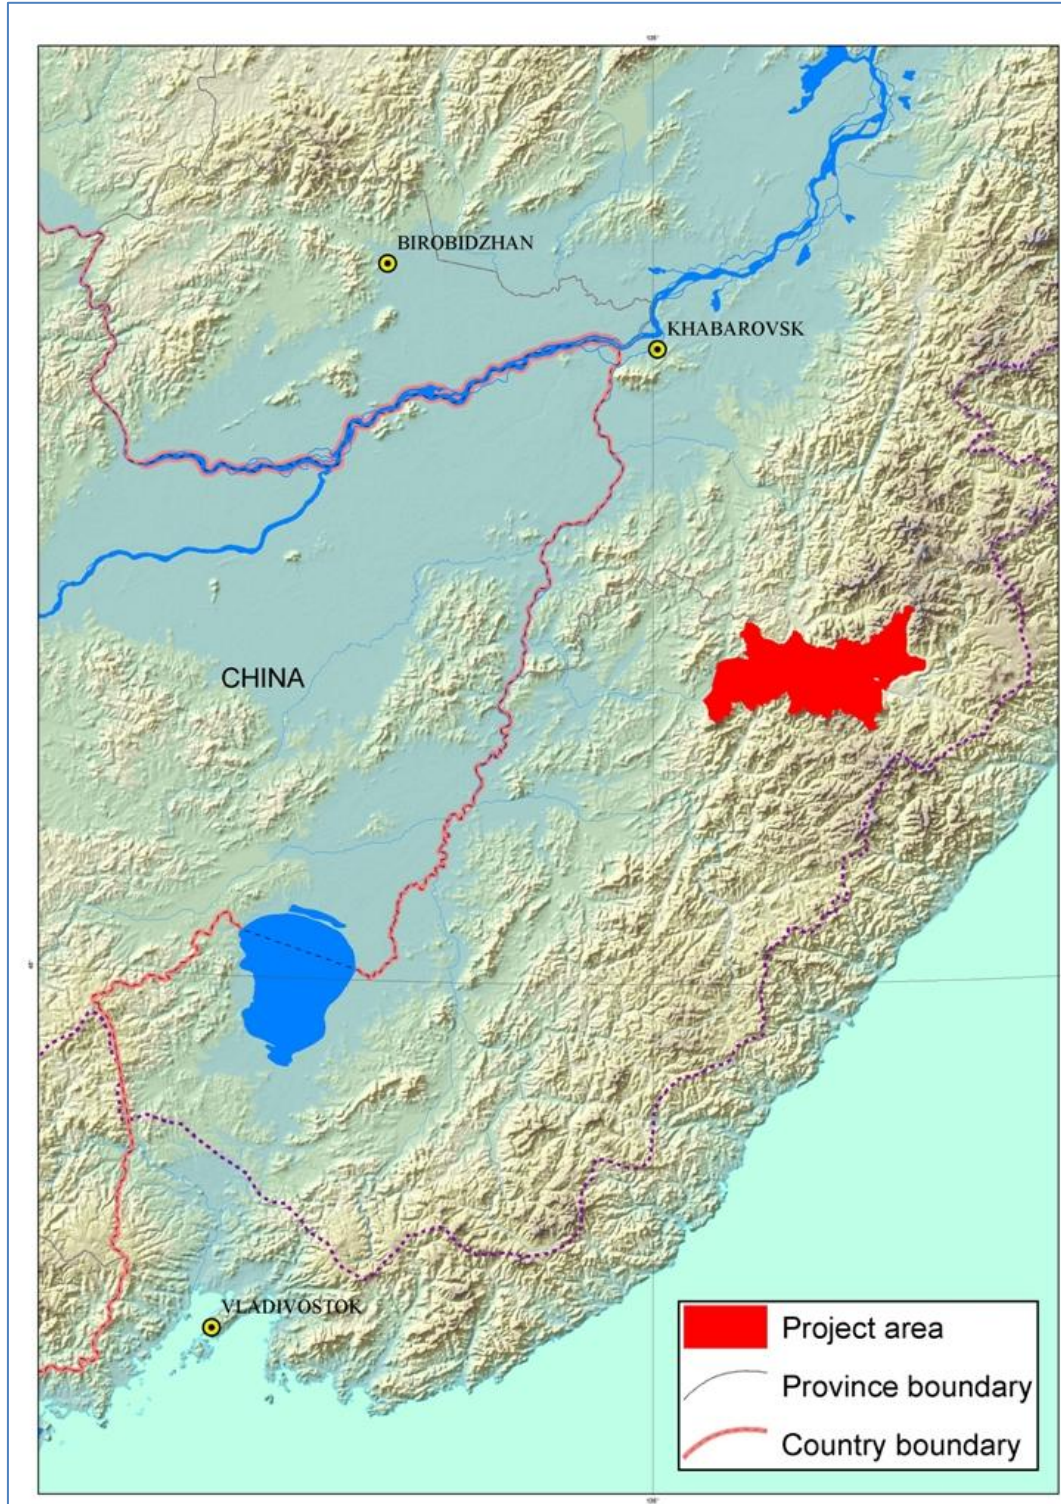 BIROBIDZHAN
KHABAROVSK
CHINA
VLADIVOSTOK
Project area
Province boundary
Country boundary